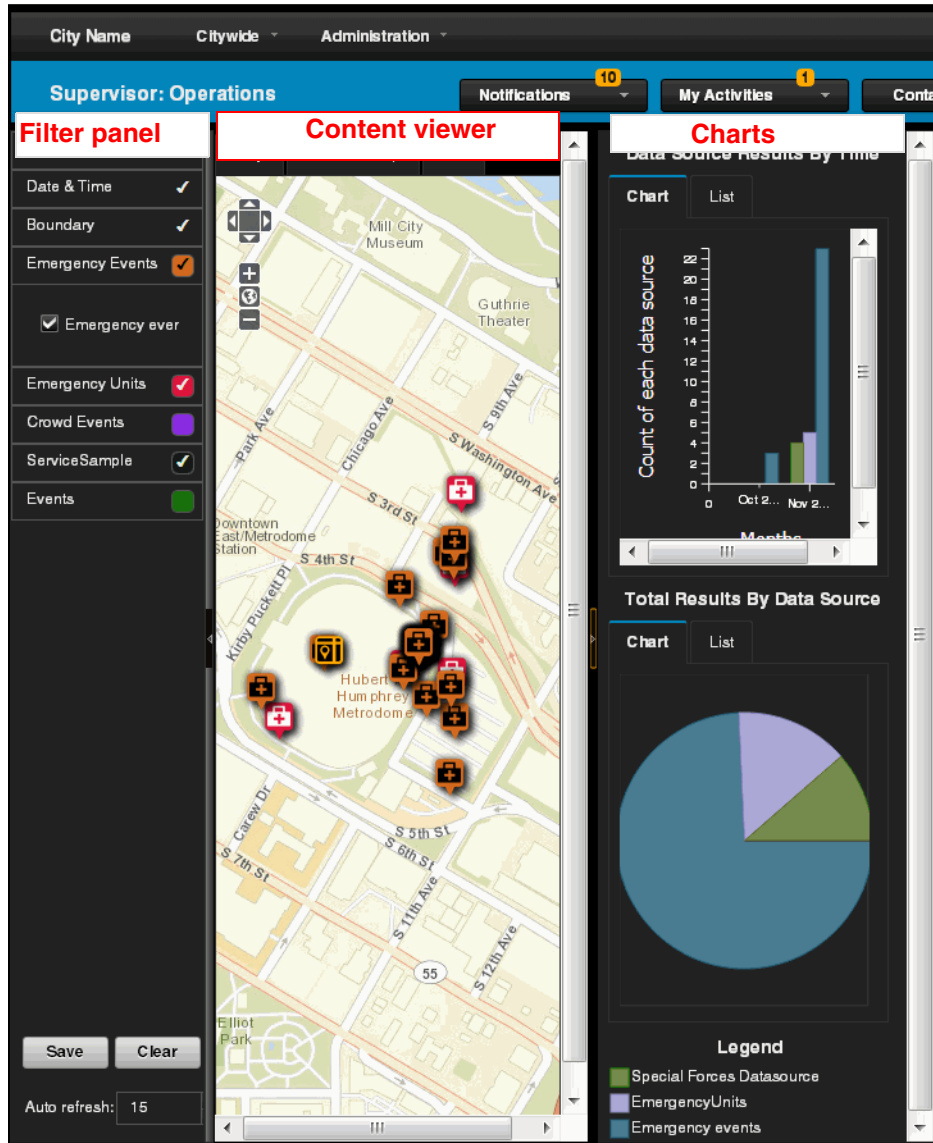 City Name Citywide Administration
Supervisor: Operations Notifications 10 My Activities 1 Conta
Filter panel
Date & Time
Boundary
Emergency Events
Emergency ever
Emergency Units
Crowd Events
ServiceSample
Events
Save Clear
Auto refresh: 15
Content viewer
Mill City
Museum
Guthrie
Theater
Park Ave
Chicago Ave
S 9th Ave
S Washington Ave
S 3rd St
Downtown
East/Metrodome
Station
S 4th St
Kirby Puckett Pl
Hubert
Humphrey
Metrodome
Carew Dr
S 5th St
S 6th St
S 7th St
S 11th Ave
S 12th Ave
55
Elliot
Park
Charts
Data Source Results By Time
Chart List
Count of each data source
22
20
18
16
14
12
10
8
6
4
2
0
0 Oct 2... Nov 2...
Months
Total Results By Data Source
Chart List
Legend
Special Forces Datasource
EmergencyUnits
Emergency events